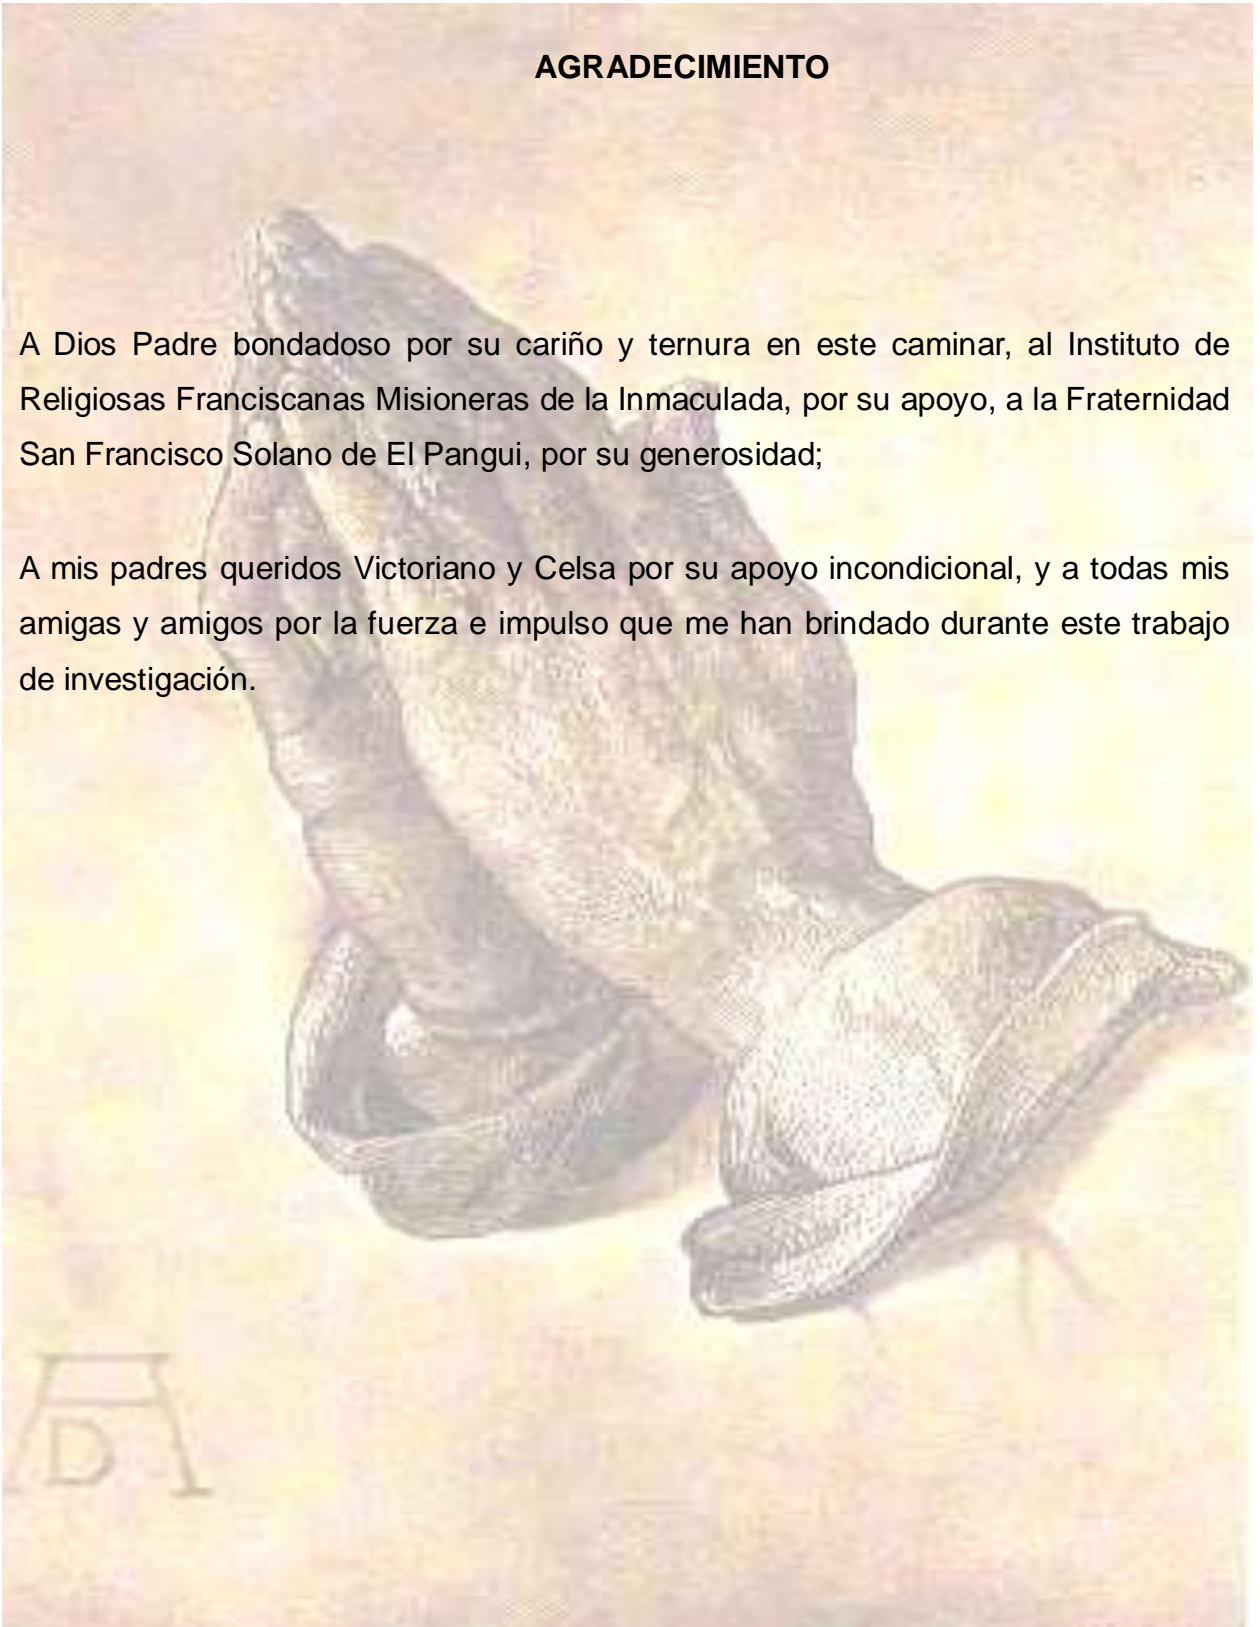 AGRADECIMIENTO
A Dios Padre bondadoso por su cariño y ternura en este caminar, al Instituto de
Religiosas Franciscanas Misioneras de la Inmaculada, por su apoyo, a la Fraternidad
San Francisco Solano de El Pangui, por su generosidad;
A mis padres queridos Victoriano y Celsa por su apoyo incondicional, y a todas mis
amigas y amigos por la fuerza e impulso que me han brindado durante este trabajo
de investigación.
AD